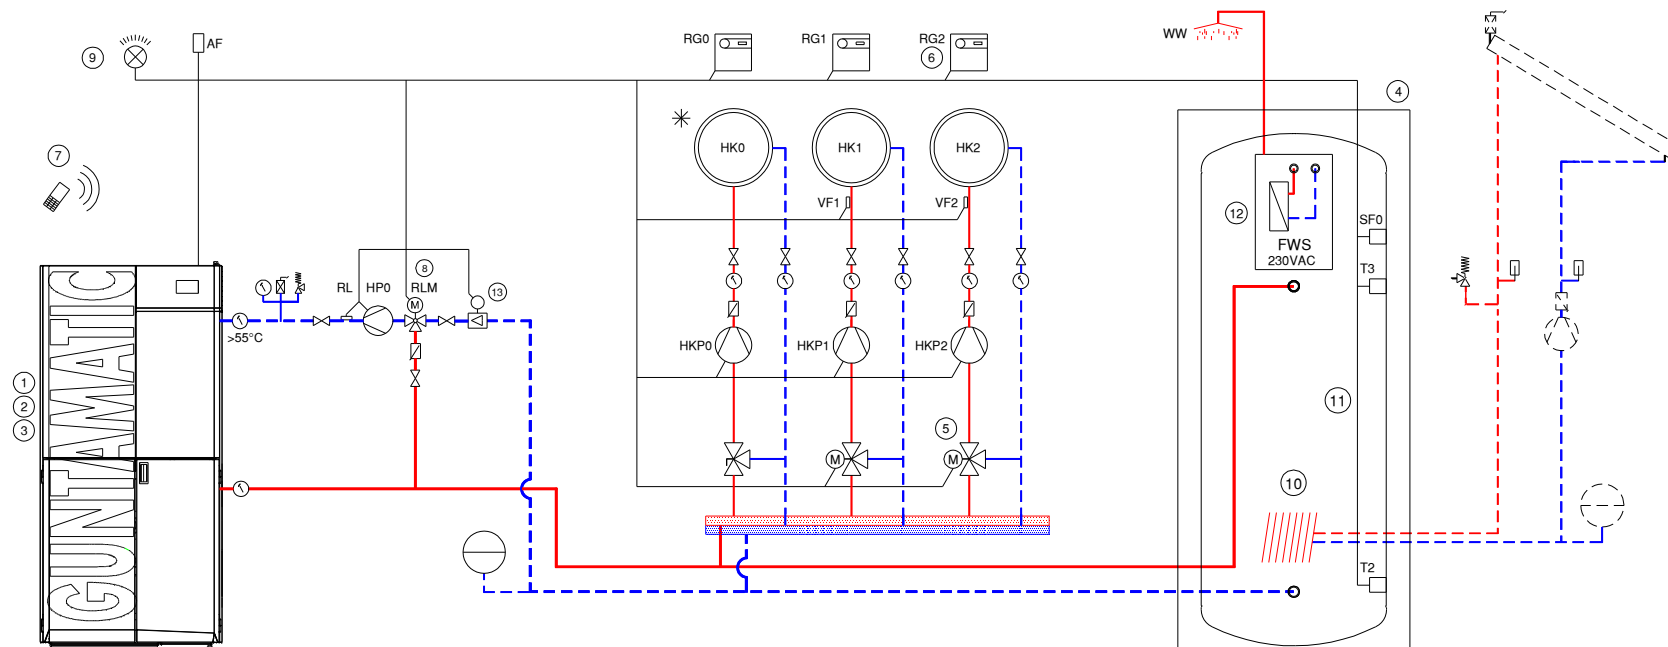 WW
RG0
RG1
RG2
6
AF
9
4
HK0
HK1
HK2
7
VF1
VF2
12
SF0
FWS
230VAC
8
T3
RL
HP0
RLM
M
13
>55°C
HKP0
HKP1
HKP2
1
2
3
11
5
M
M
10
GUNTAMATIC
T2